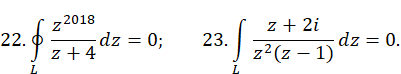 22. ∮_L z^2018/(z + 4) dz = 0; 23. ∫_L (z + 2i)/(z^2(z − 1)) dz = 0.